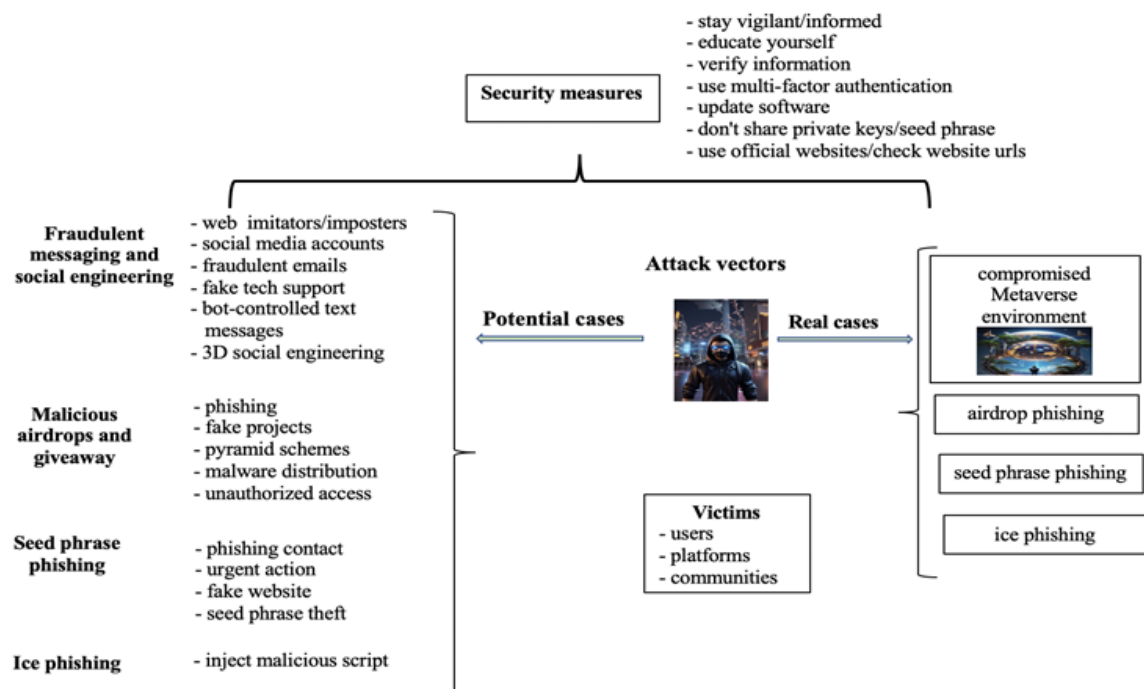 - stay vigilant/informed
- educate yourself
- verify information
- use multi-factor authentication
- update software
- don't share private keys/seed phrase
- use official websites/check website urls
Security measures
Fraudulent
messaging and
social engineering
- web imitators/imposters
- social media accounts
- fraudulent emails
- fake tech support
- bot-controlled text
messages
- 3D social engineering
Malicious
airdrops and
giveaway
- phishing
- fake projects
- pyramid schemes
- malware distribution
- unauthorized access
Seed phrase
phishing
- phishing contact
- urgent action
- fake website
- seed phrase theft
Ice phishing
- inject malicious script
Potential cases
Attack vectors
Real cases
Victims
- users
- platforms
- communities
compromised
Metaverse
environment
airdrop phishing
seed phrase phishing
ice phishing